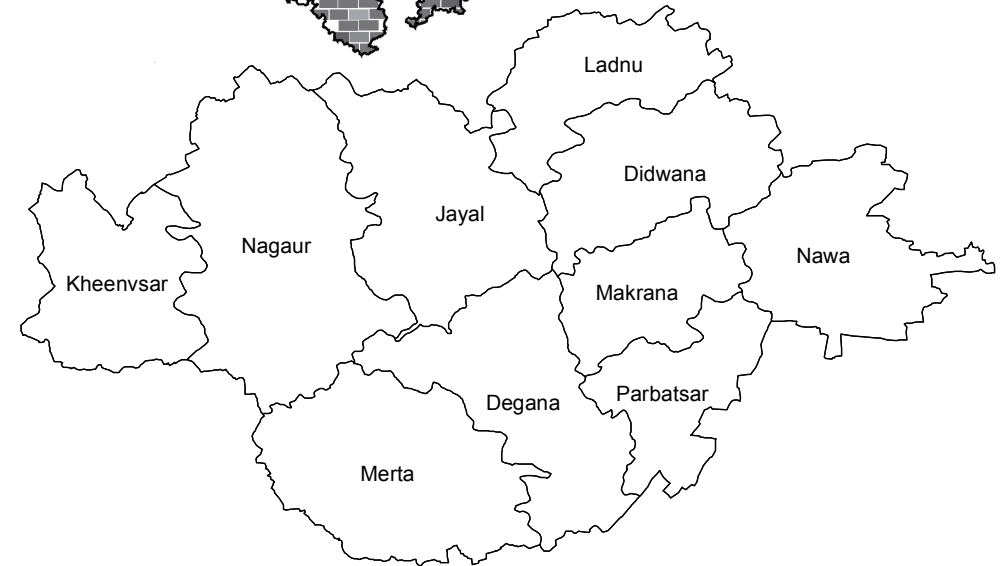 Ladnu
Didwana
Jayal
Nagaur
Nawa
Kheenvsar
Makrana
Parbatsar
Degana
Merta